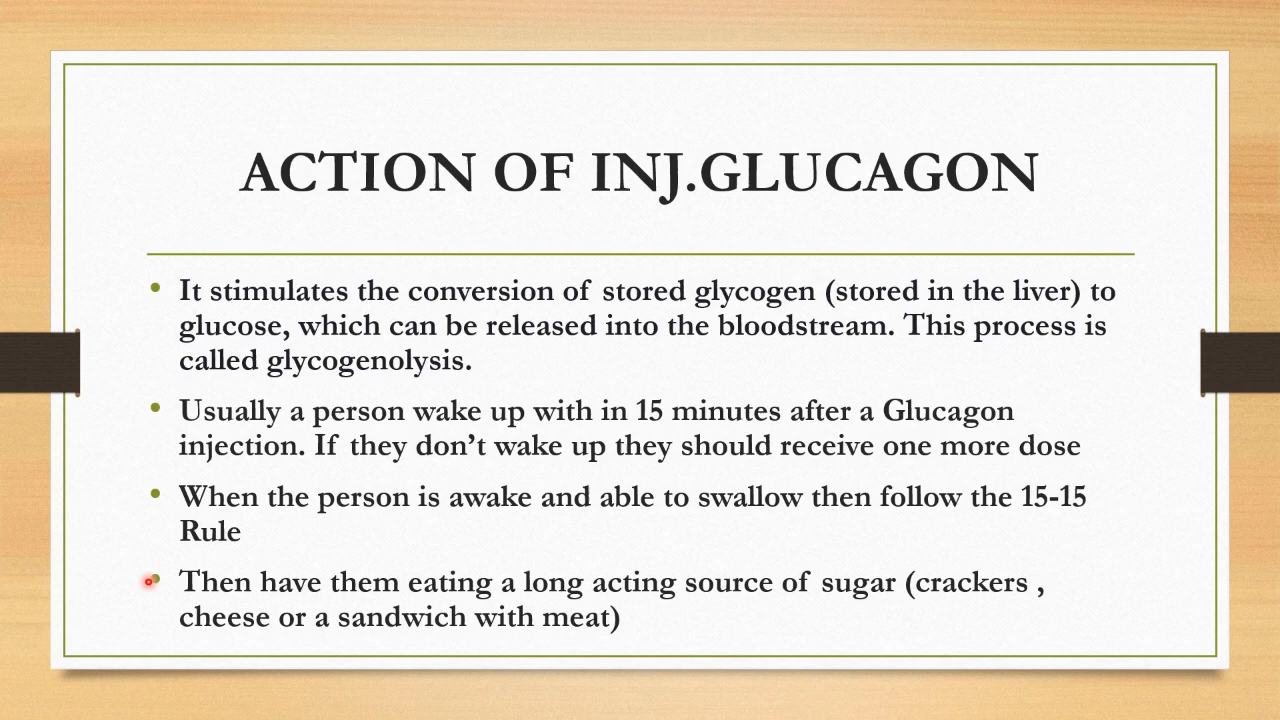 ACTION OF INJ.GLUCAGON
• It stimulates the conversion of stored glycogen (stored in the liver) to
glucose, which can be released into the bloodstream. This process is
called glycogenolysis.
• Usually a person wake up with in 15 minutes after a Glucagon
injection. If they don’t wake up they should receive one more dose
• When the person is awake and able to swallow then follow the 15-15
Rule
• Then have them eating a long acting source of sugar (crackers ,
cheese or a sandwich with meat)